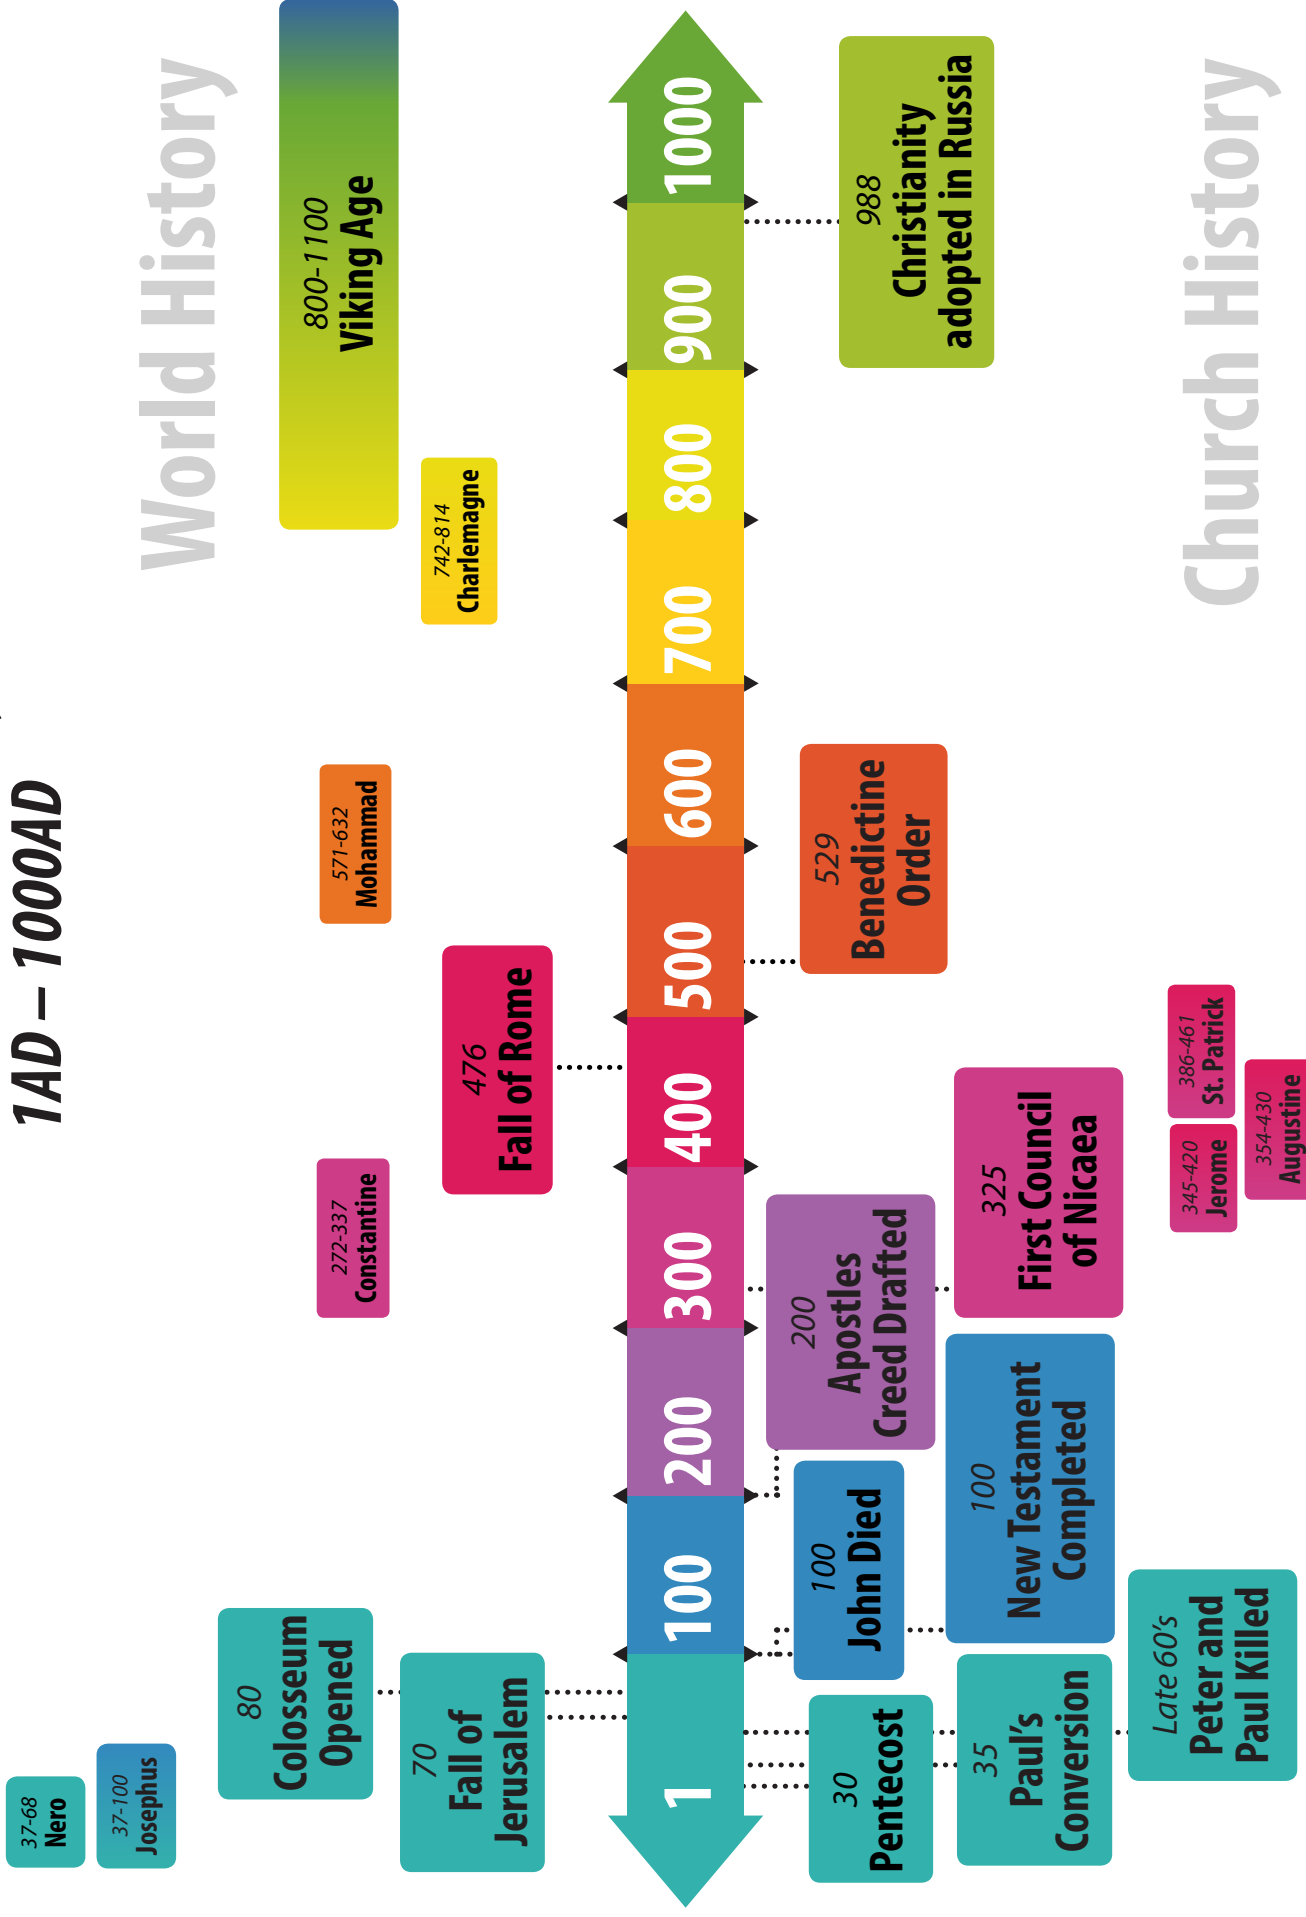 1AD – 1000AD
World History
37-68
Nero
37-100
Josephus
80
Colosseum
Opened
70
Fall of
Jerusalem
272-337
Constantine
476
Fall of Rome
571-632
Mohammad
742-814
Charlemagne
800-1100
Viking Age
1
100
200
300
400
500
600
700
800
900
1000
30
Pentecost
35
Paul's
Conversion
Late 60's
Peter and
Paul Killed
100
John Died
100
New Testament
Completed
200
Apostles
Creed Drafted
325
First Council
of Nicaea
345-420
Jerome
386-461
St. Patrick
354-430
Augustine
529
Benedictine
Order
988
Christianity
adopted in Russia
Church History